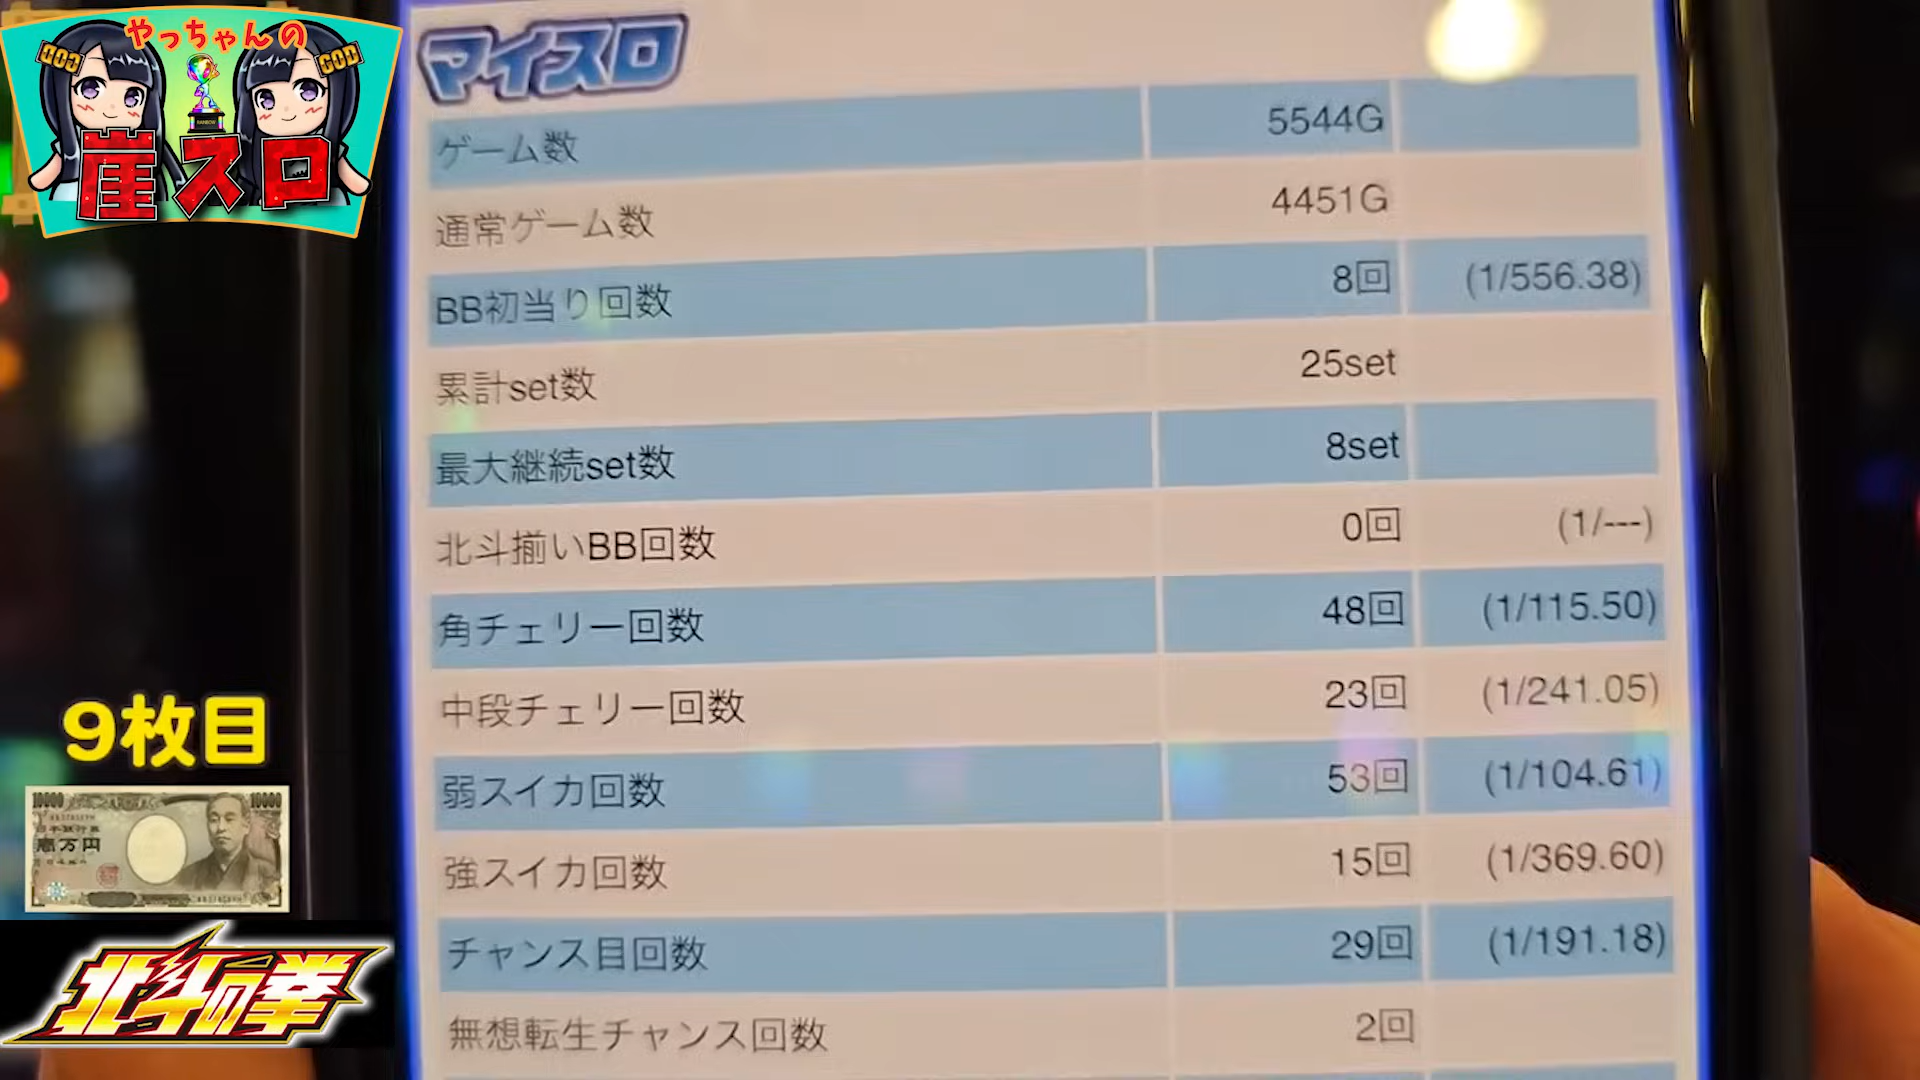 やっちゃんの
GOD
GOD
崖スロ
マイスロ
ゲーム数 5544G
通常ゲーム数 4451G
BB初当り回数 8回 (1/556.38)
累計set数 25set
最大継続set数 8set
北斗揃いBB回数 0回 (1/---)
角チェリー回数 48回 (1/115.50)
中段チェリー回数 23回 (1/241.05)
弱スイカ回数 53回 (1/104.61)
強スイカ回数 15回 (1/369.60)
チャンス目回数 29回 (1/191.18)
無想転生チャンス回数 2回
9枚目
10000 10000
壱万円
北斗の拳